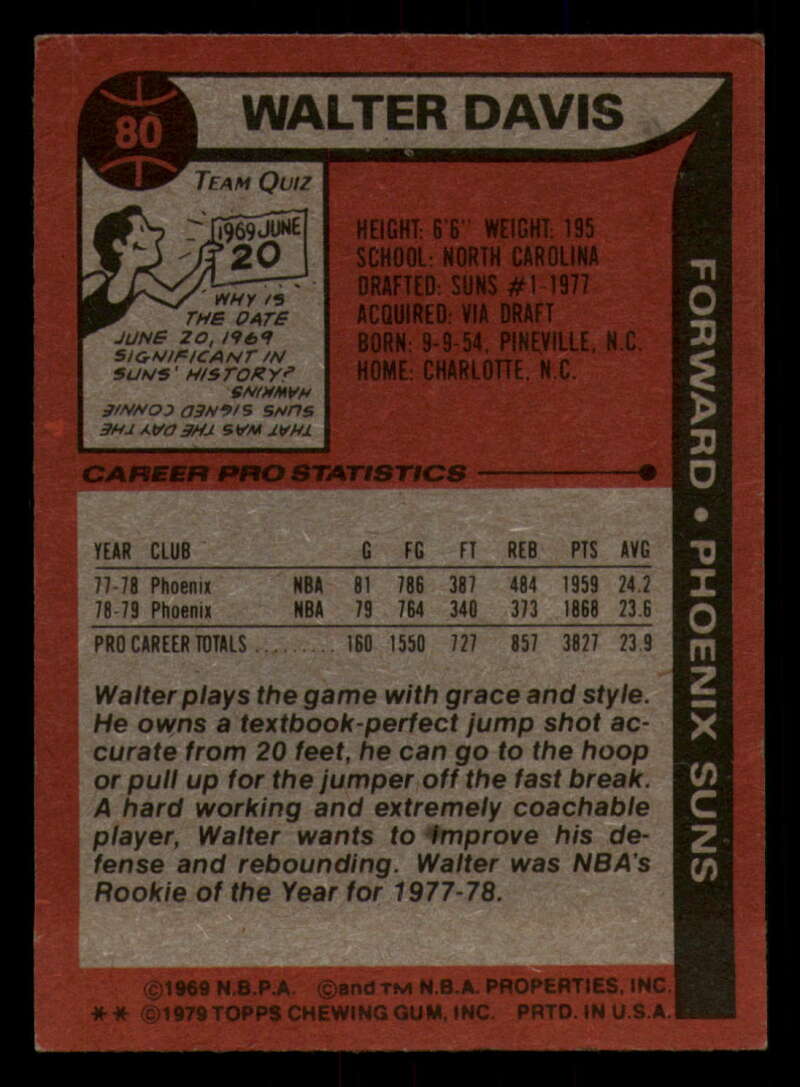 80
WALTER DAVIS
TEAM QUIZ
1969 JUNE
20
WHY IS
THE DATE
JUNE 20, 1969
SIGNIFICANT IN
SUNS' HISTORY?
THAT WAS THE DAY THE
SUNS SIGNED CONNIE
HAWKINS
HEIGHT: 6'6" WEIGHT: 195
SCHOOL: NORTH CAROLINA
DRAFTED: SUNS #1-1977
ACQUIRED: VIA DRAFT
BORN: 9-9-54, PINEVILLE, N.C.
HOME: CHARLOTTE, N.C.
FORWARD • PHOENIX SUNS
CAREER PRO STATISTICS
YEAR CLUB G FG FT REB PTS AVG
77-78 Phoenix NBA 81 786 387 484 1959 24.2
78-79 Phoenix NBA 79 764 340 373 1868 23.6
PRO CAREER TOTALS ......... 160 1550 727 857 3827 23.9
Walter plays the game with grace and style.
He owns a textbook-perfect jump shot ac-
curate from 20 feet, he can go to the hoop
or pull up for the jumper off the fast break.
A hard working and extremely coachable
player, Walter wants to improve his de-
fense and rebounding. Walter was NBA's
Rookie of the Year for 1977-78.
©1969 N.B.P.A. ©and TM N.B.A. PROPERTIES, INC.
** ©1979 TOPPS CHEWING GUM, INC. PRTD. IN U.S.A.